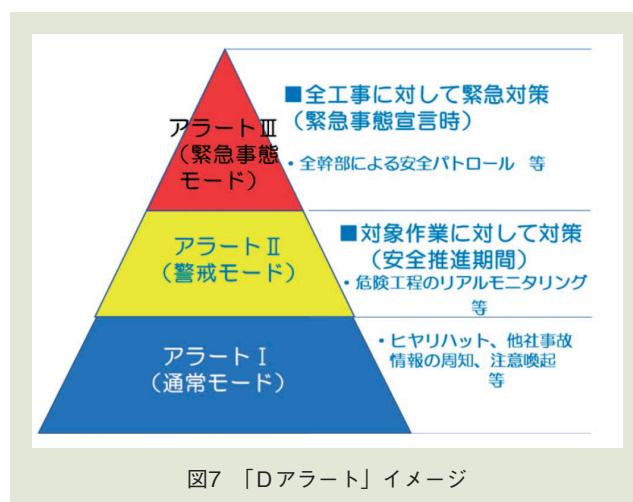 アラートⅢ
（緊急事態
モード）
■全工事に対して緊急対策
（緊急事態宣言時）
・全幹部による安全パトロール 等
アラートⅡ
（警戒モード）
■対象作業に対して対策
（安全推進期間）
・危険工程のリアルモニタリング
等
アラートⅠ
（通常モード）
・ヒヤリハット、他社事故
情報の周知、注意喚起
等
図7 「Dアラート」イメージ